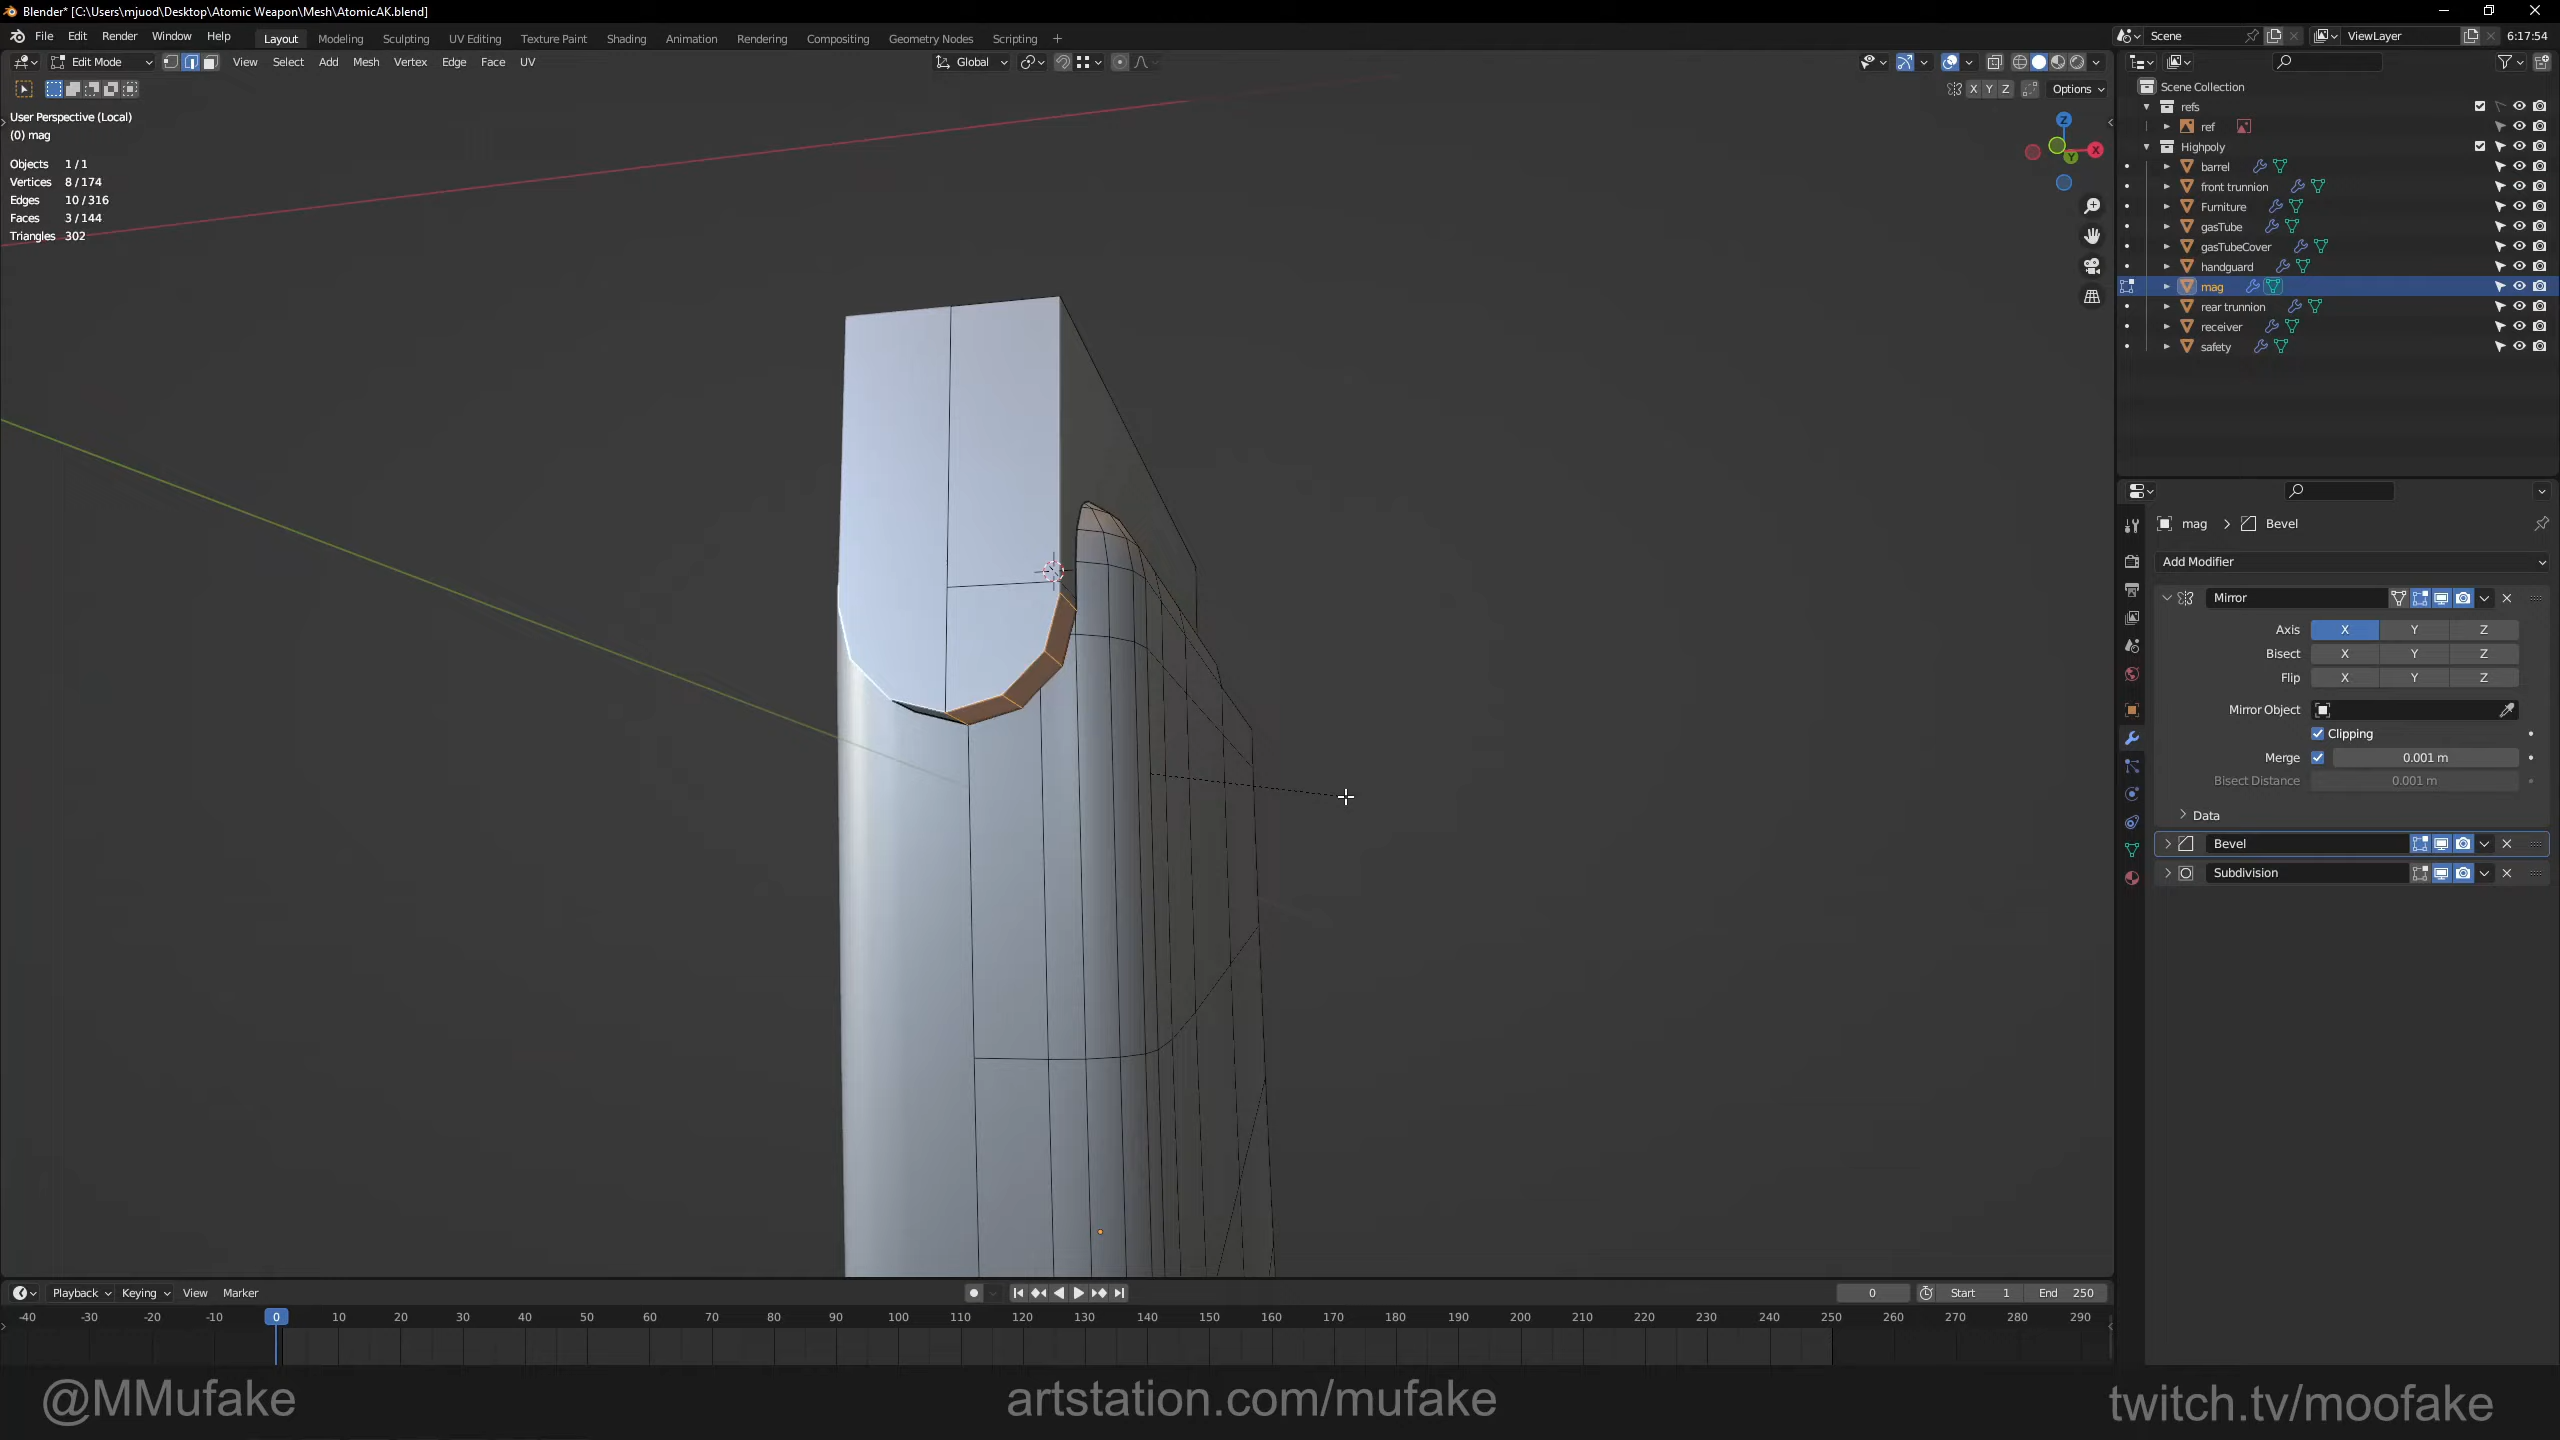 Blender* [C:\Users\mjuod\Desktop\Atomic Weapon\Mesh\AtomicAK.blend]
File Edit Render Window Help Layout Modeling Sculpting UV Editing Texture Paint Shading Animation Rendering Compositing Geometry Nodes Scripting + Scene ViewLayer 6:17:54
Edit Mode View Select Add Mesh Vertex Edge Face UV Global
X Y Z Options
User Perspective (Local)
(0) mag
Objects 1/1
Vertices 8/174
Edges 10/316
Faces 3/144
Triangles 302
Z
X
Y
Scene Collection
refs
ref
Highpoly
barrel
front trunnion
Furniture
gasTube
gasTubeCover
handguard
mag
rear trunnion
receiver
safety
mag > Bevel
Add Modifier
Mirror
Axis X Y Z
Bisect X Y Z
Flip X Y Z
Mirror Object
Clipping
Merge 0.001 m
Bisect Distance 0.001 m
Data
Bevel
Subdivision
Playback Keying View Marker 0 Start 1 End 250
-40 -30 -20 -10 0 10 20 30 40 50 60 70 80 90 100 110 120 130 140 150 160 170 180 190 200 210 220 230 240 250 260 270 280 290
@MMufake artstation.com/mufake twitch.tv/moofake